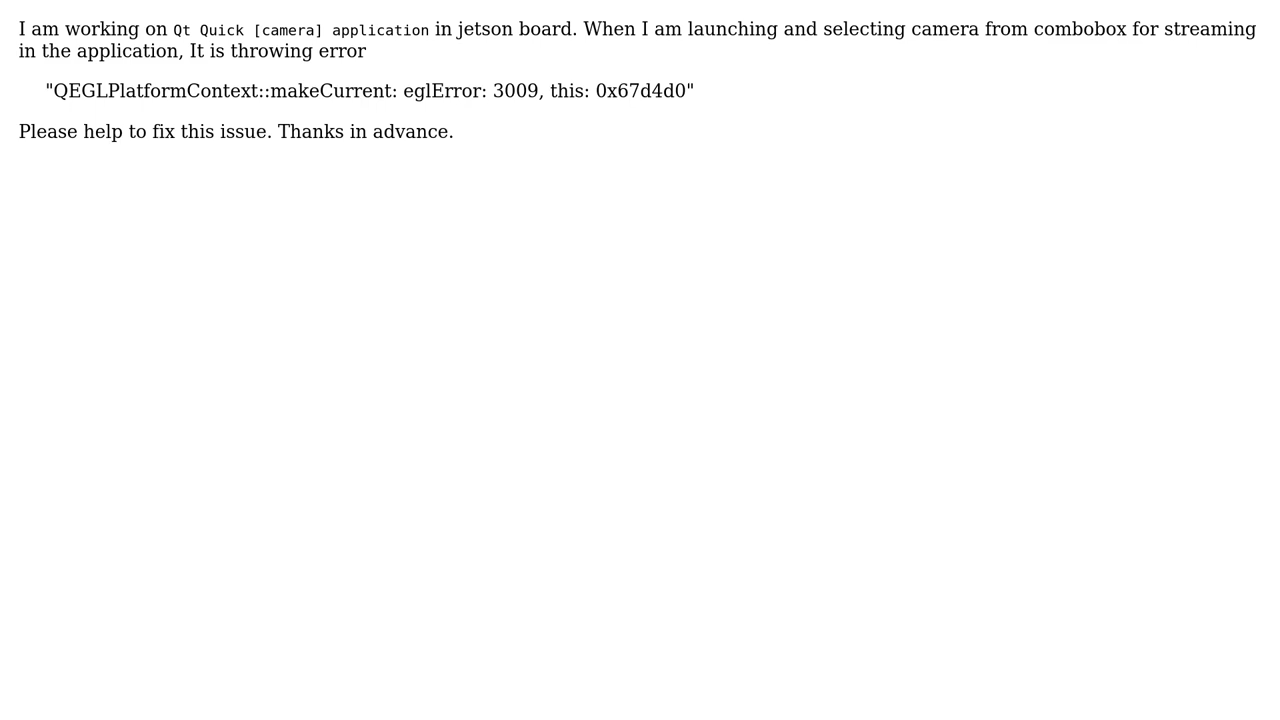 I am working on Qt Quick [camera] application in jetson board. When I am launching and selecting camera from combobox for streaming
in the application, It is throwing error
"QEGLPlatformContext::makeCurrent: eglError: 3009, this: 0x67d4d0"
Please help to fix this issue. Thanks in advance.